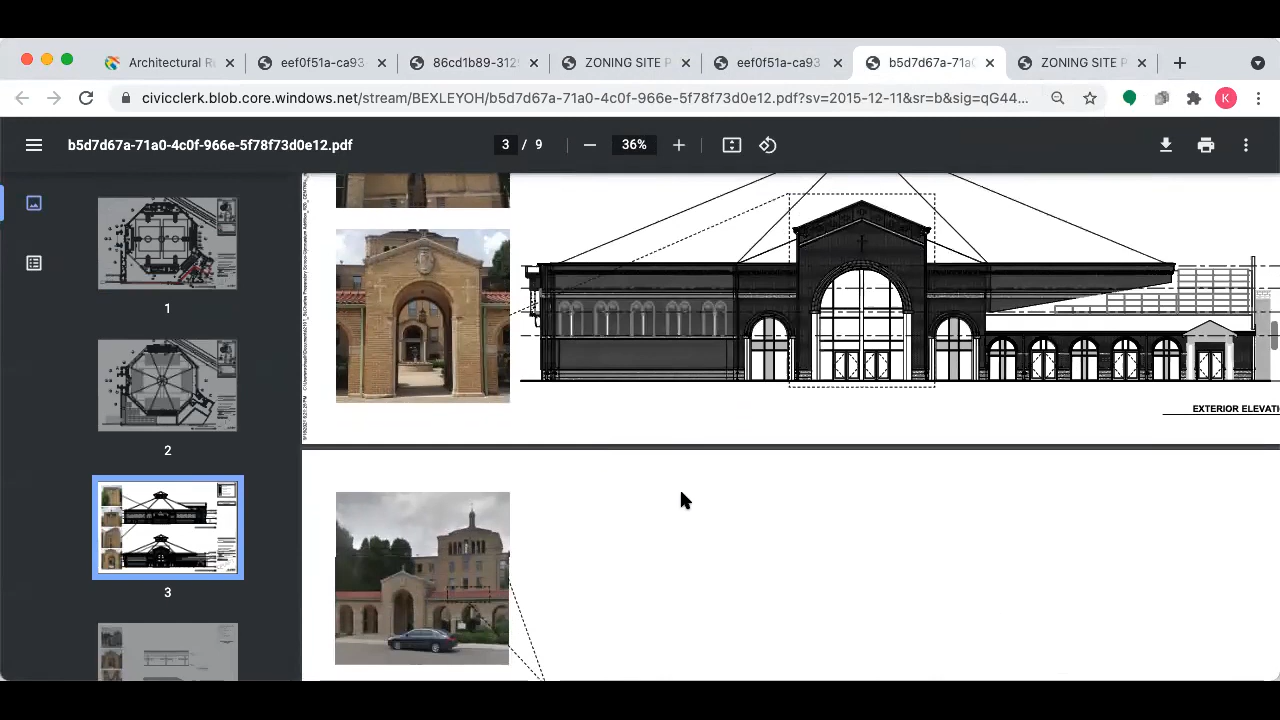 Architectural R
eef0f51a-ca93
86cd1b89-312
ZONING SITE P
eef0f51a-ca93
b5d7d67a-71a0
ZONING SITE P
civicclerk.blob.core.windows.net/stream/BEXLEYOH/b5d7d67a-71a0-4c0f-966e-5f78f73d0e12.pdf?sv=2015-12-11&sr=b&sig=qG44...
K
b5d7d67a-71a0-4c0f-966e-5f78f73d0e12.pdf
3 / 9
36%
1
2
3
EXTERIOR ELEVATI